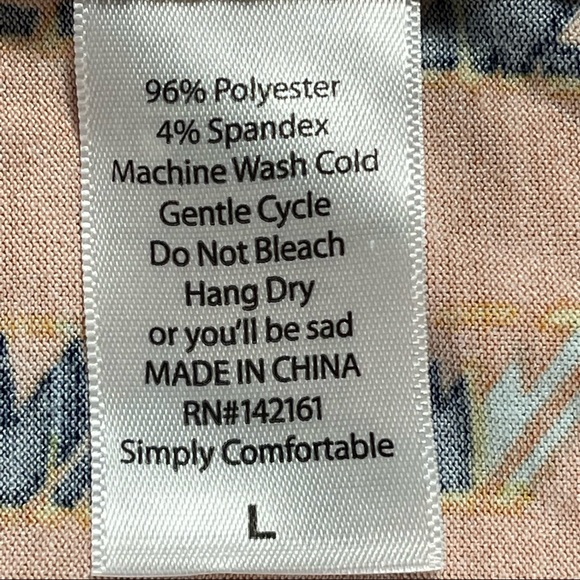 96% Polyester
4% Spandex
Machine Wash Cold
Gentle Cycle
Do Not Bleach
Hang Dry
or you'll be sad
MADE IN CHINA
RN#142161
Simply Comfortable
L